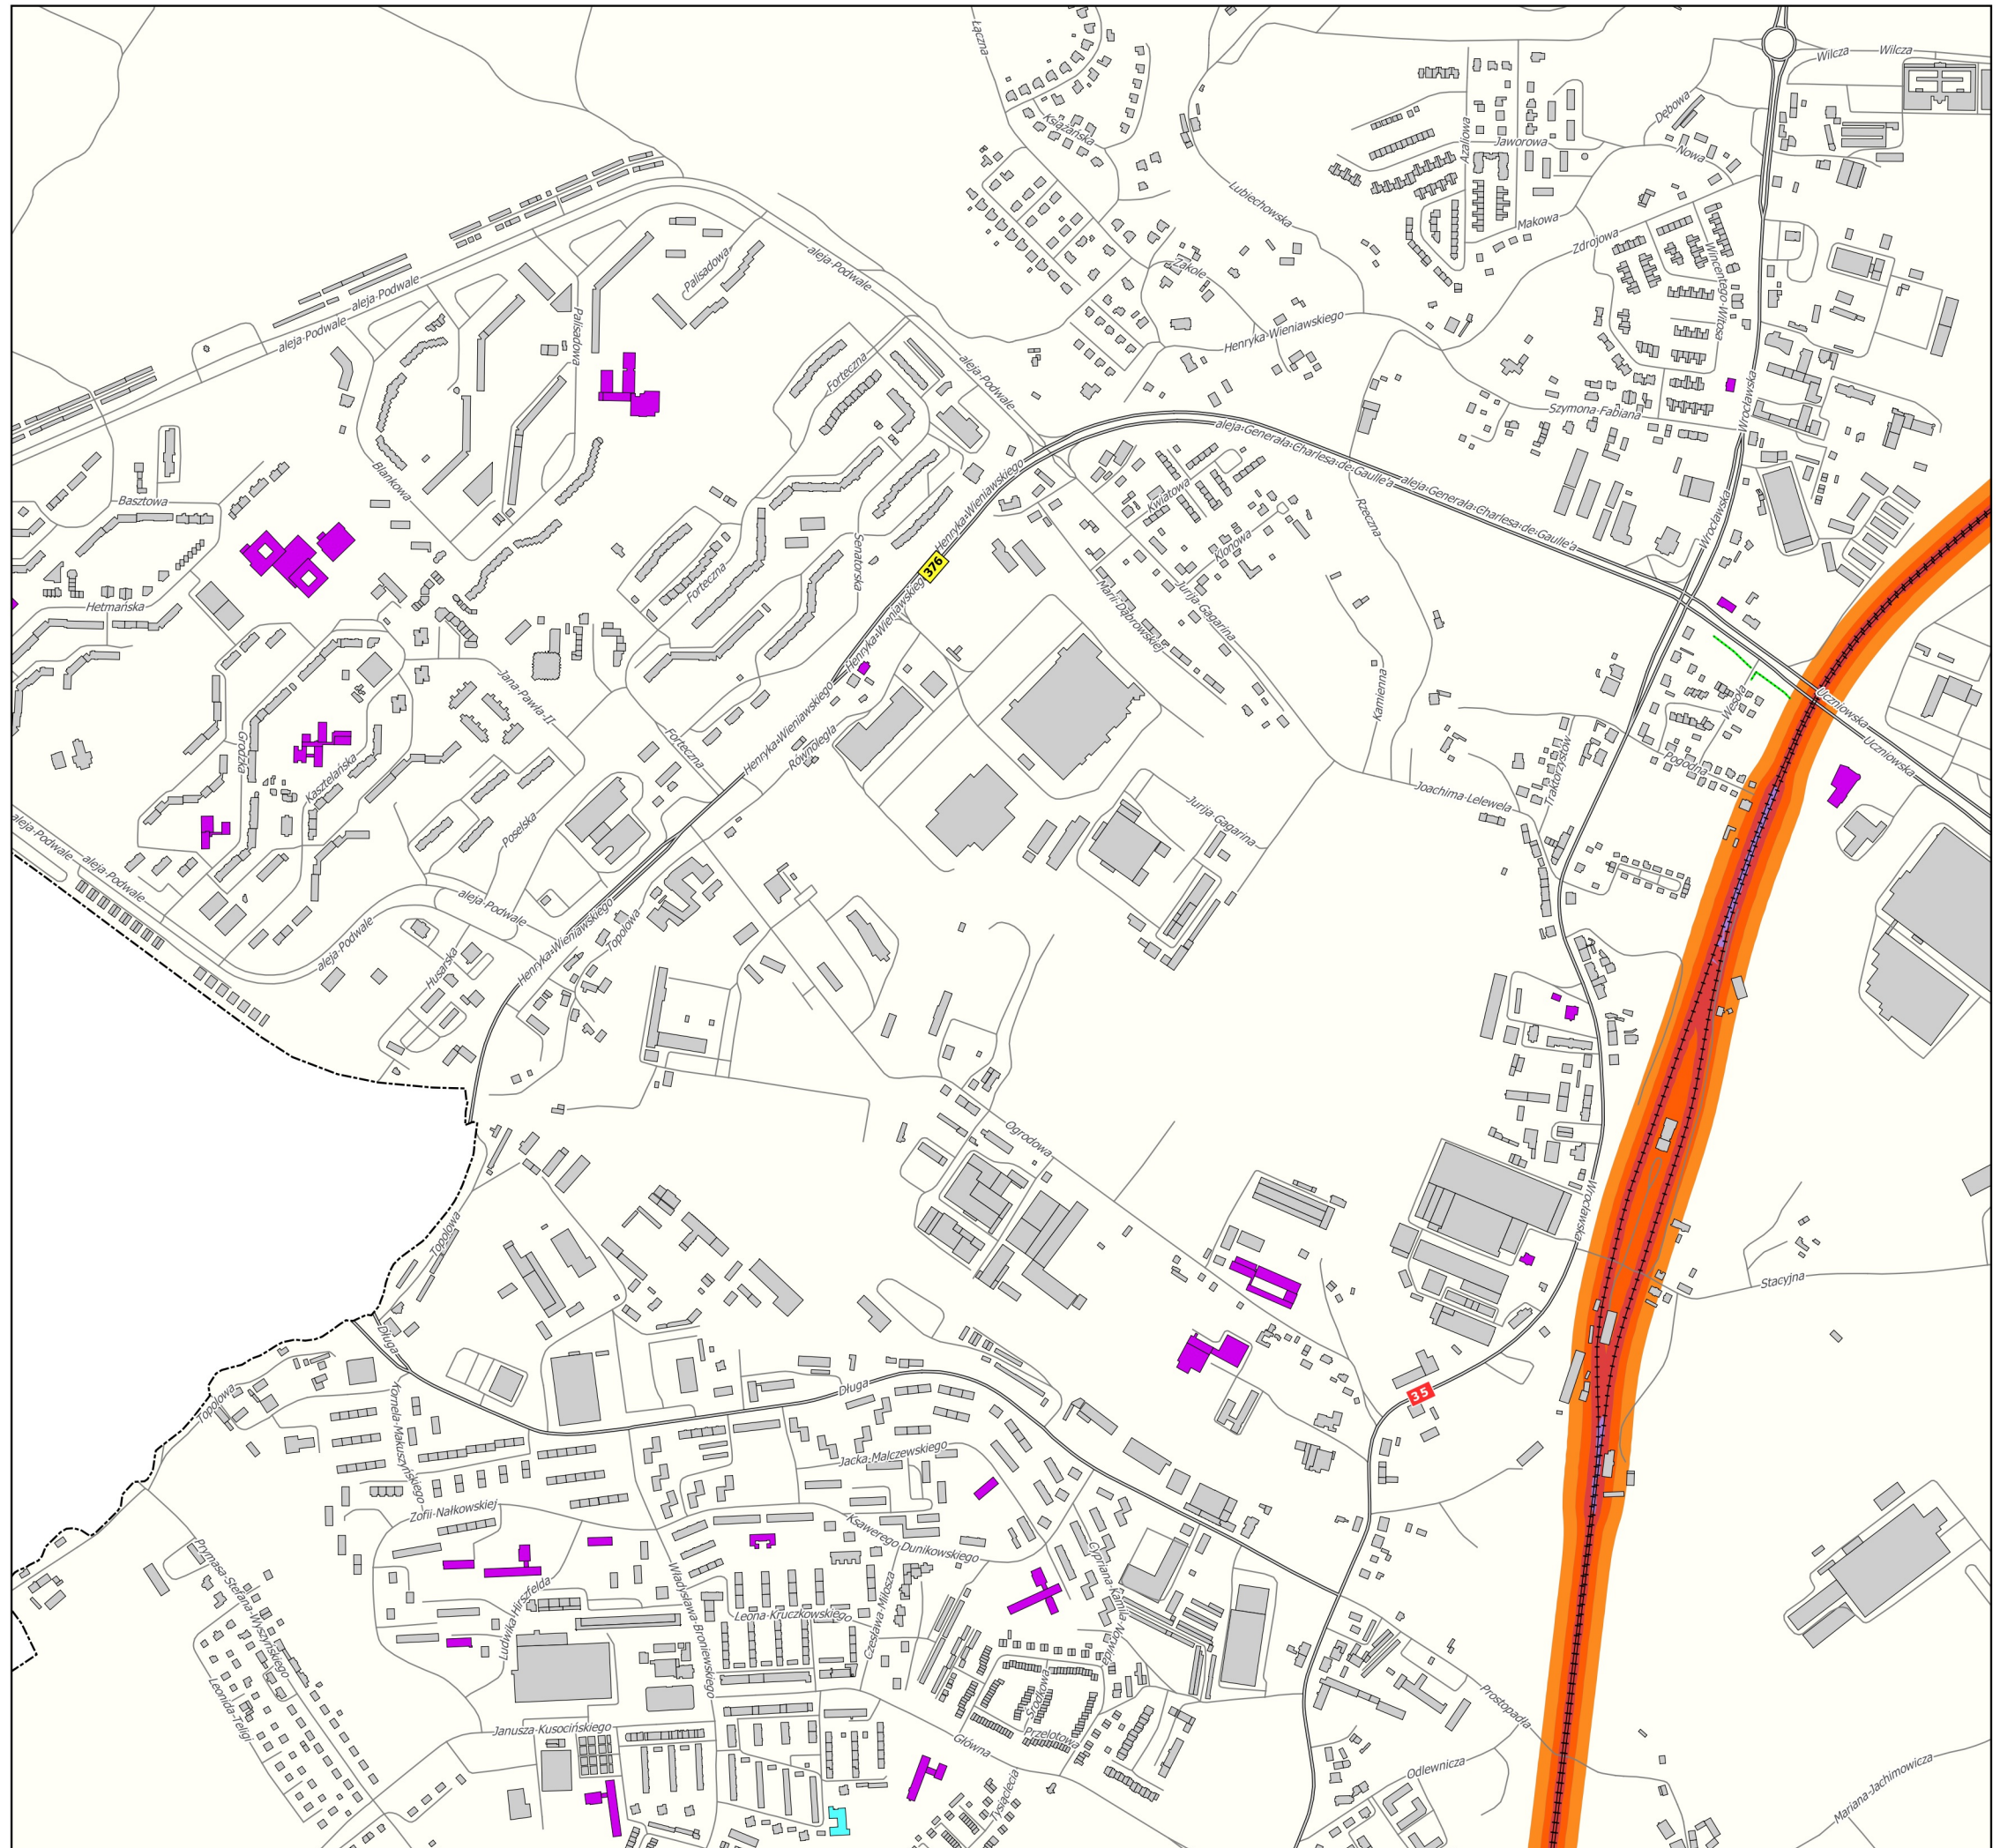 Łączna
Wilcza
Wilcza
Książańska
Dębowa
Azaliowa
Jaworowa
Nowa
Lubiechowska
Makowa
Zdrojowa
aleja Podwale
Palisadowa
Zakole
Wincentego Witosa
aleja Podwale
aleja Podwale
Palisadowa
Henryka Wieniawskiego
Forteczna
aleja Podwale
Wrocławska
Szymona Fabiana
aleja Generała Charlesa de Gaulle'a
aleja Generała Charlesa de Gaulle'a
Blankowa
Basztowa
Kwiatowa
Rzeczna
Wrocławska
Henryka Wieniawskiego
Senatorska
376
Klonowa
Forteczna
Hetmańska
Henryka Wieniawskieg
Marii Dąbrowskiej
Jurija Gagarina
Jana Pawła II
Kamienna
Wesoła
Uczniowska
Uczniowska
Henryka Wieniawskiego
Równoległa
Forteczna
Grodzka
Kasztelańska
Traktorzystów
Pogodna
Joachima Lelewela
Jurija Gagarina
Poselska
aleja Podwale
aleja Podwale
aleja Podwale
aleja Podwale
Henryka Wieniawskiego
Topolowa
Husarska
Ogrodowa
Wrocławska
Topolowa
Stacyjna
Długa
Długa
35
Topolowa
Kornela Makuszyńskiego
Jacka Malczewskiego
Zofii Nałkowskiej
Ksawerego Dunikowskiego
Prymasa Stefana Wyszyńskiego
Ludwika Hirszfelda
Władysława Broniewskiego
Leona Kruczkowskiego
Czesława Miłosza
Cypriana Kamila Norwida
Leonida Teligi
Środkowa
Przelotowa
Prostopadła
Janusza Kusocińskiego
Główna
Odlewnicza
Tysiąclecia
Mariana Jachimowicza